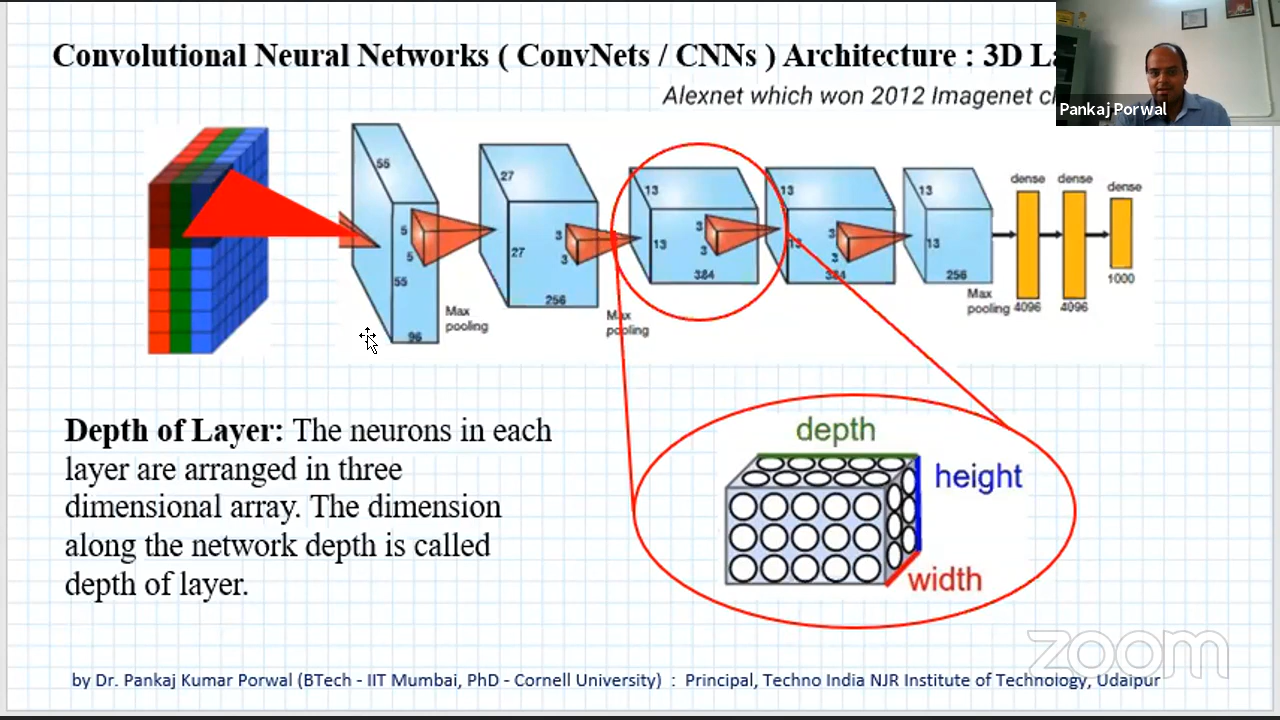 Convolutional Neural Networks ( ConvNets / CNNs ) Architecture : 3D
Alexnet which won 2012 Imagenet
Pankaj Porwal
55
27
13
13
13
dense
dense
dense
5
5
55
96
Max
pooling
3
3
27
256
Max
pooling
3
3
13
384
3
3
13
384
13
256
Max
pooling
4096
4096
1000
Depth of Layer: The neurons in each
layer are arranged in three
dimensional array. The dimension
along the network depth is called
depth of layer.
depth
height
width
zoom
by Dr. Pankaj Kumar Porwal (BTech - IIT Mumbai, PhD - Cornell University) : Principal, Techno India NJR Institute of Technology, Udaipur